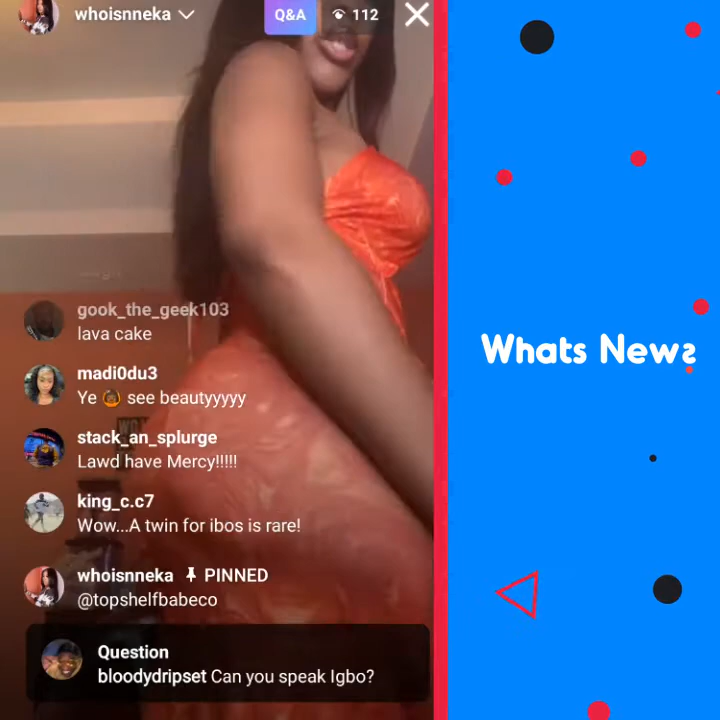 whoisnneka
Q&A
112
gook_the_geek103
lava cake
madi0du3
Ye see beautyyyyy
stack_an_splurge
Lawd have Mercy!!!!!
king_c.c7
Wow...A twin for ibos is rare!
whoisnneka PINNED
@topshelfbabeco
Question
bloodydripset Can you speak Igbo?
Whats News